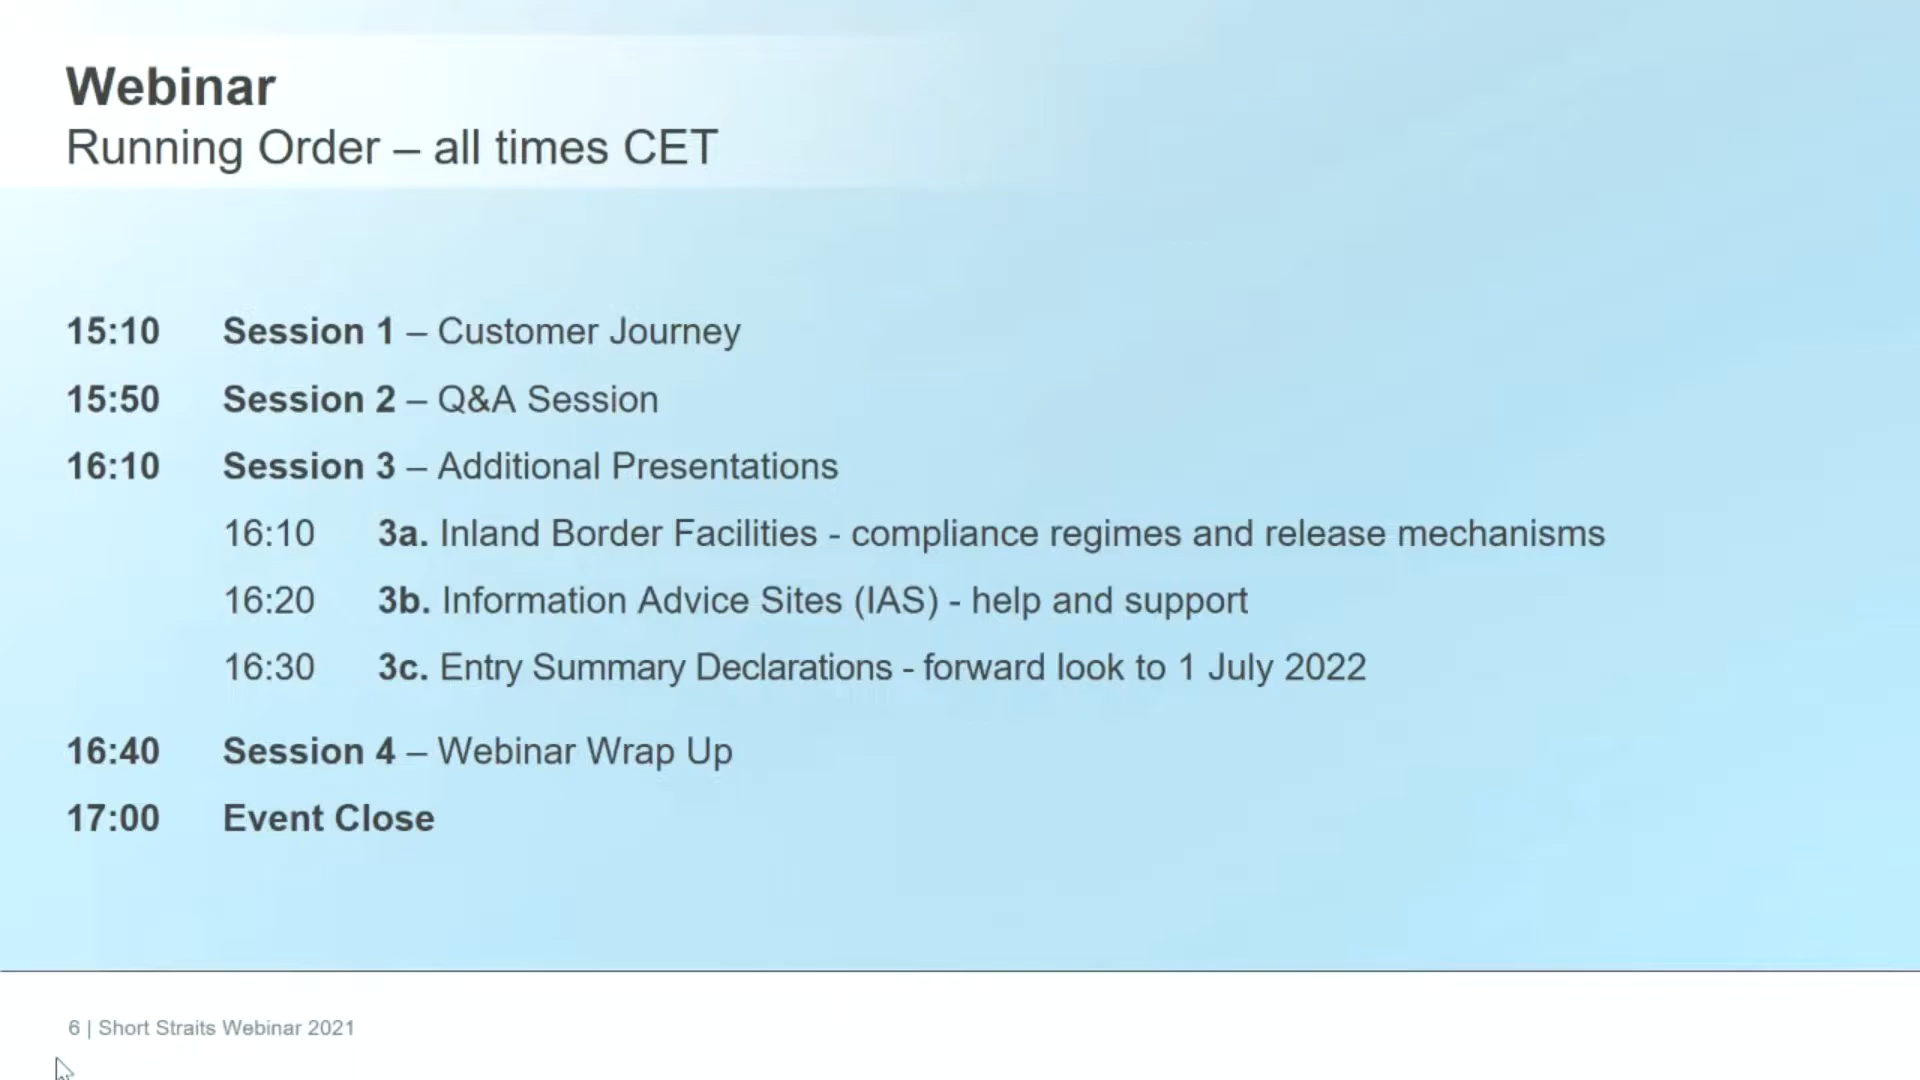 Webinar
Running Order – all times CET
15:10 Session 1 – Customer Journey
15:50 Session 2 – Q&A Session
16:10 Session 3 – Additional Presentations
16:10 3a. Inland Border Facilities - compliance regimes and release mechanisms
16:20 3b. Information Advice Sites (IAS) - help and support
16:30 3c. Entry Summary Declarations - forward look to 1 July 2022
16:40 Session 4 – Webinar Wrap Up
17:00 Event Close
6 | Short Straits Webinar 2021